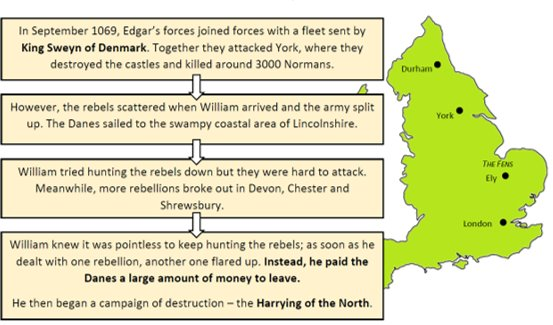 In September 1069, Edgar's forces joined forces with a fleet sent by
King Sweyn of Denmark. Together they attacked York, where they
destroyed the castles and killed around 3000 Normans.
However, the rebels scattered when William arrived and the army split
up. The Danes sailed to the swampy coastal area of Lincolnshire.
William tried hunting the rebels down but they were hard to attack.
Meanwhile, more rebellions broke out in Devon, Chester and
Shrewsbury.
William knew it was pointless to keep hunting the rebels; as soon as he
dealt with one rebellion, another one flared up. Instead, he paid the
Danes a large amount of money to leave.
He then began a campaign of destruction – the Harrying of the North.
Durham
York
THE FENS
Ely
London